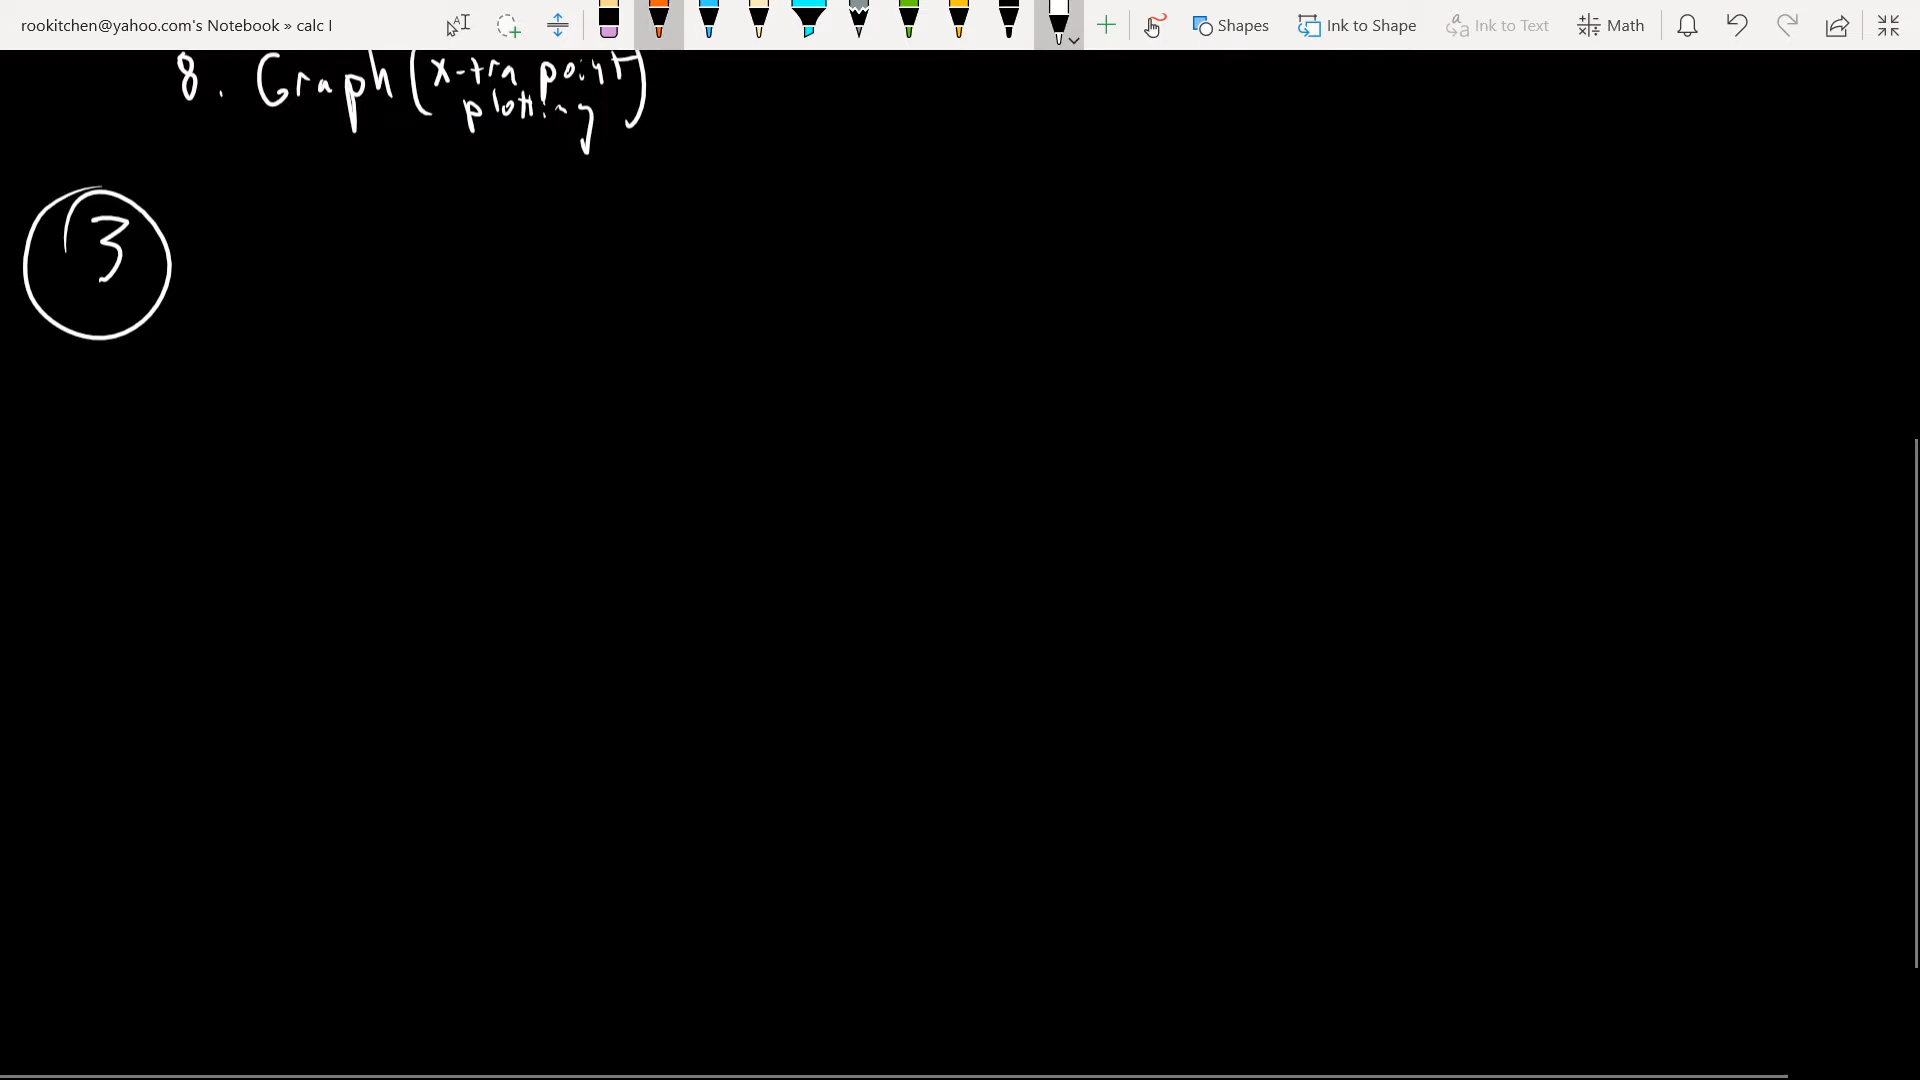 rookitchen@yahoo.com's Notebook » calc I
Shapes
Ink to Shape
Ink to Text
Math
8. Graph (x-tra point
plotting)
3